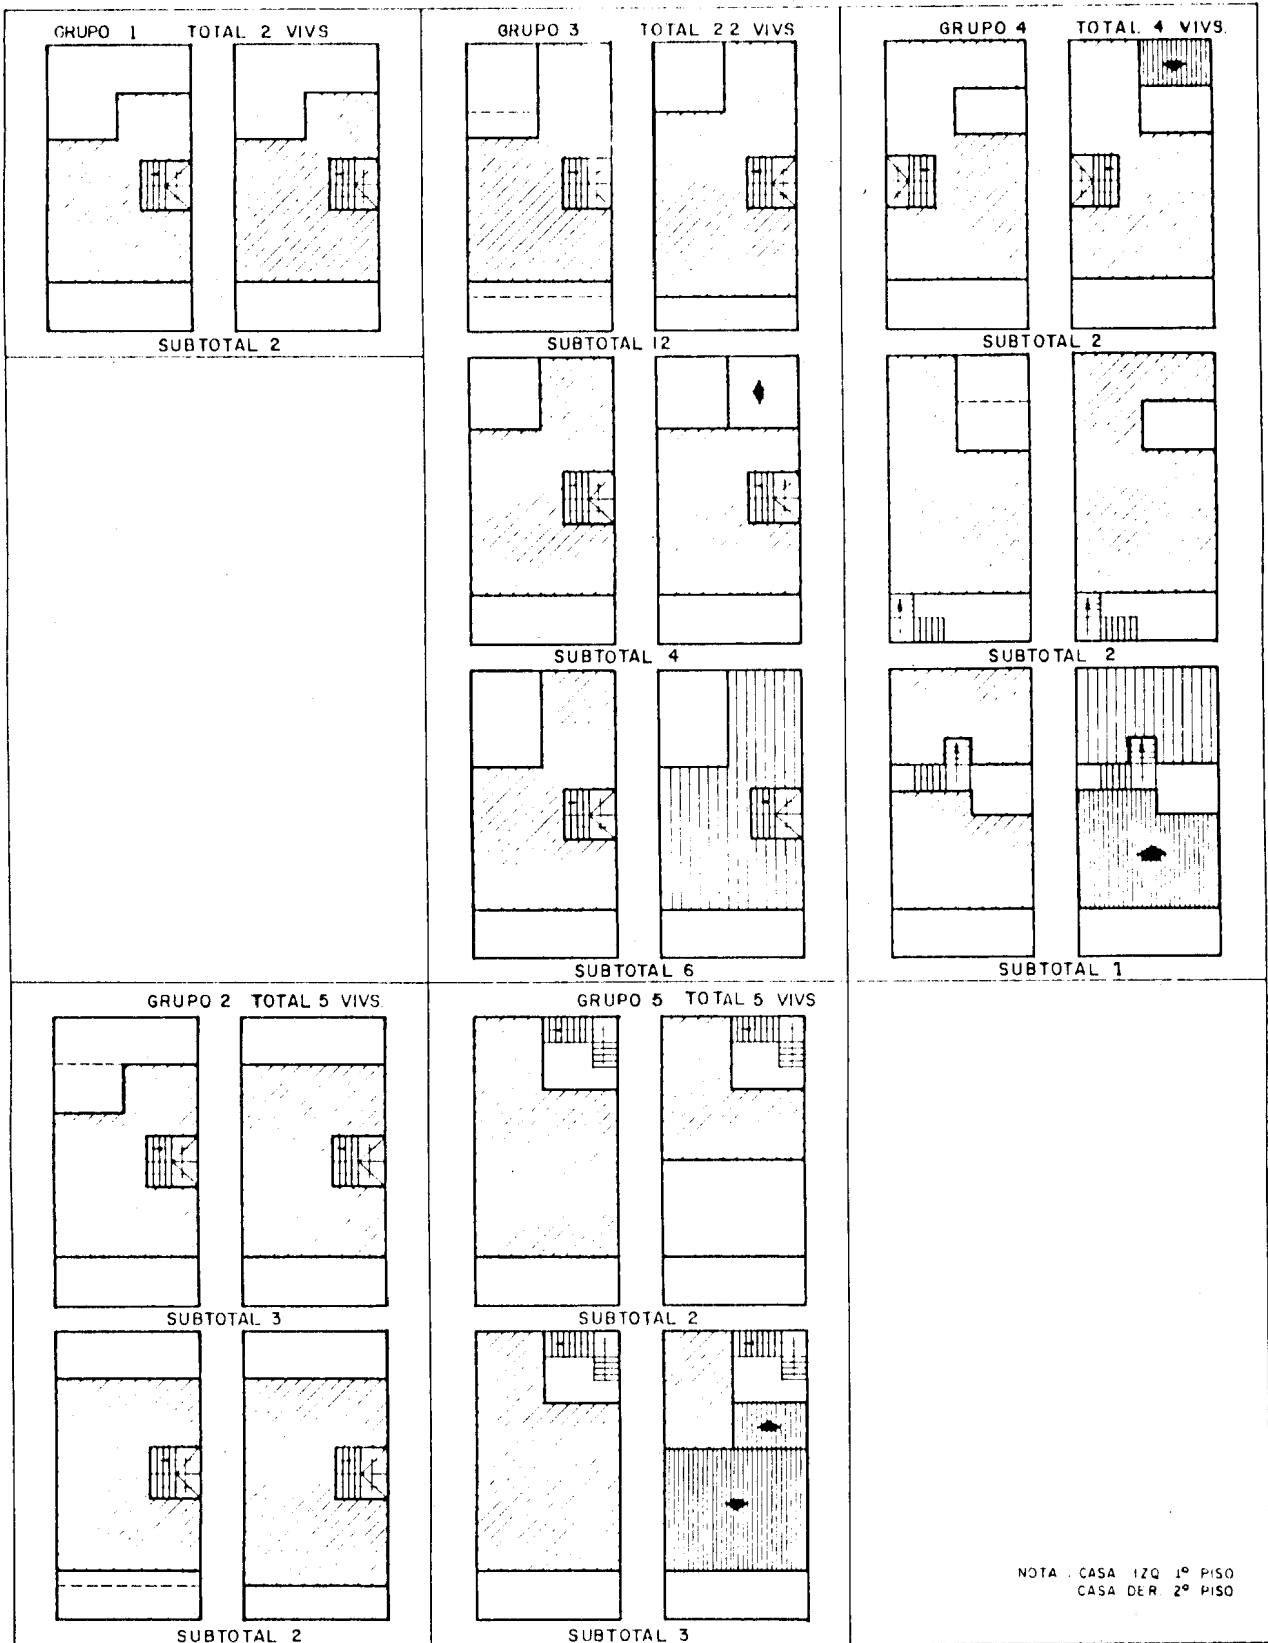 GRUPO 1 TOTAL 2 VIVS
SUBTOTAL 2
GRUPO 3 TOTAL 22 VIVS
SUBTOTAL 12
SUBTOTAL 4
SUBTOTAL 6
GRUPO 4 TOTAL. 4 VIVS.
SUBTOTAL 2
SUBTOTAL 2
SUBTOTAL 1
GRUPO 2 TOTAL 5 VIVS.
SUBTOTAL 3
SUBTOTAL 2
GRUPO 5 TOTAL 5 VIVS
SUBTOTAL 2
SUBTOTAL 3
NOTA . CASA IZQ 1º PISO
CASA DER. 2º PISO